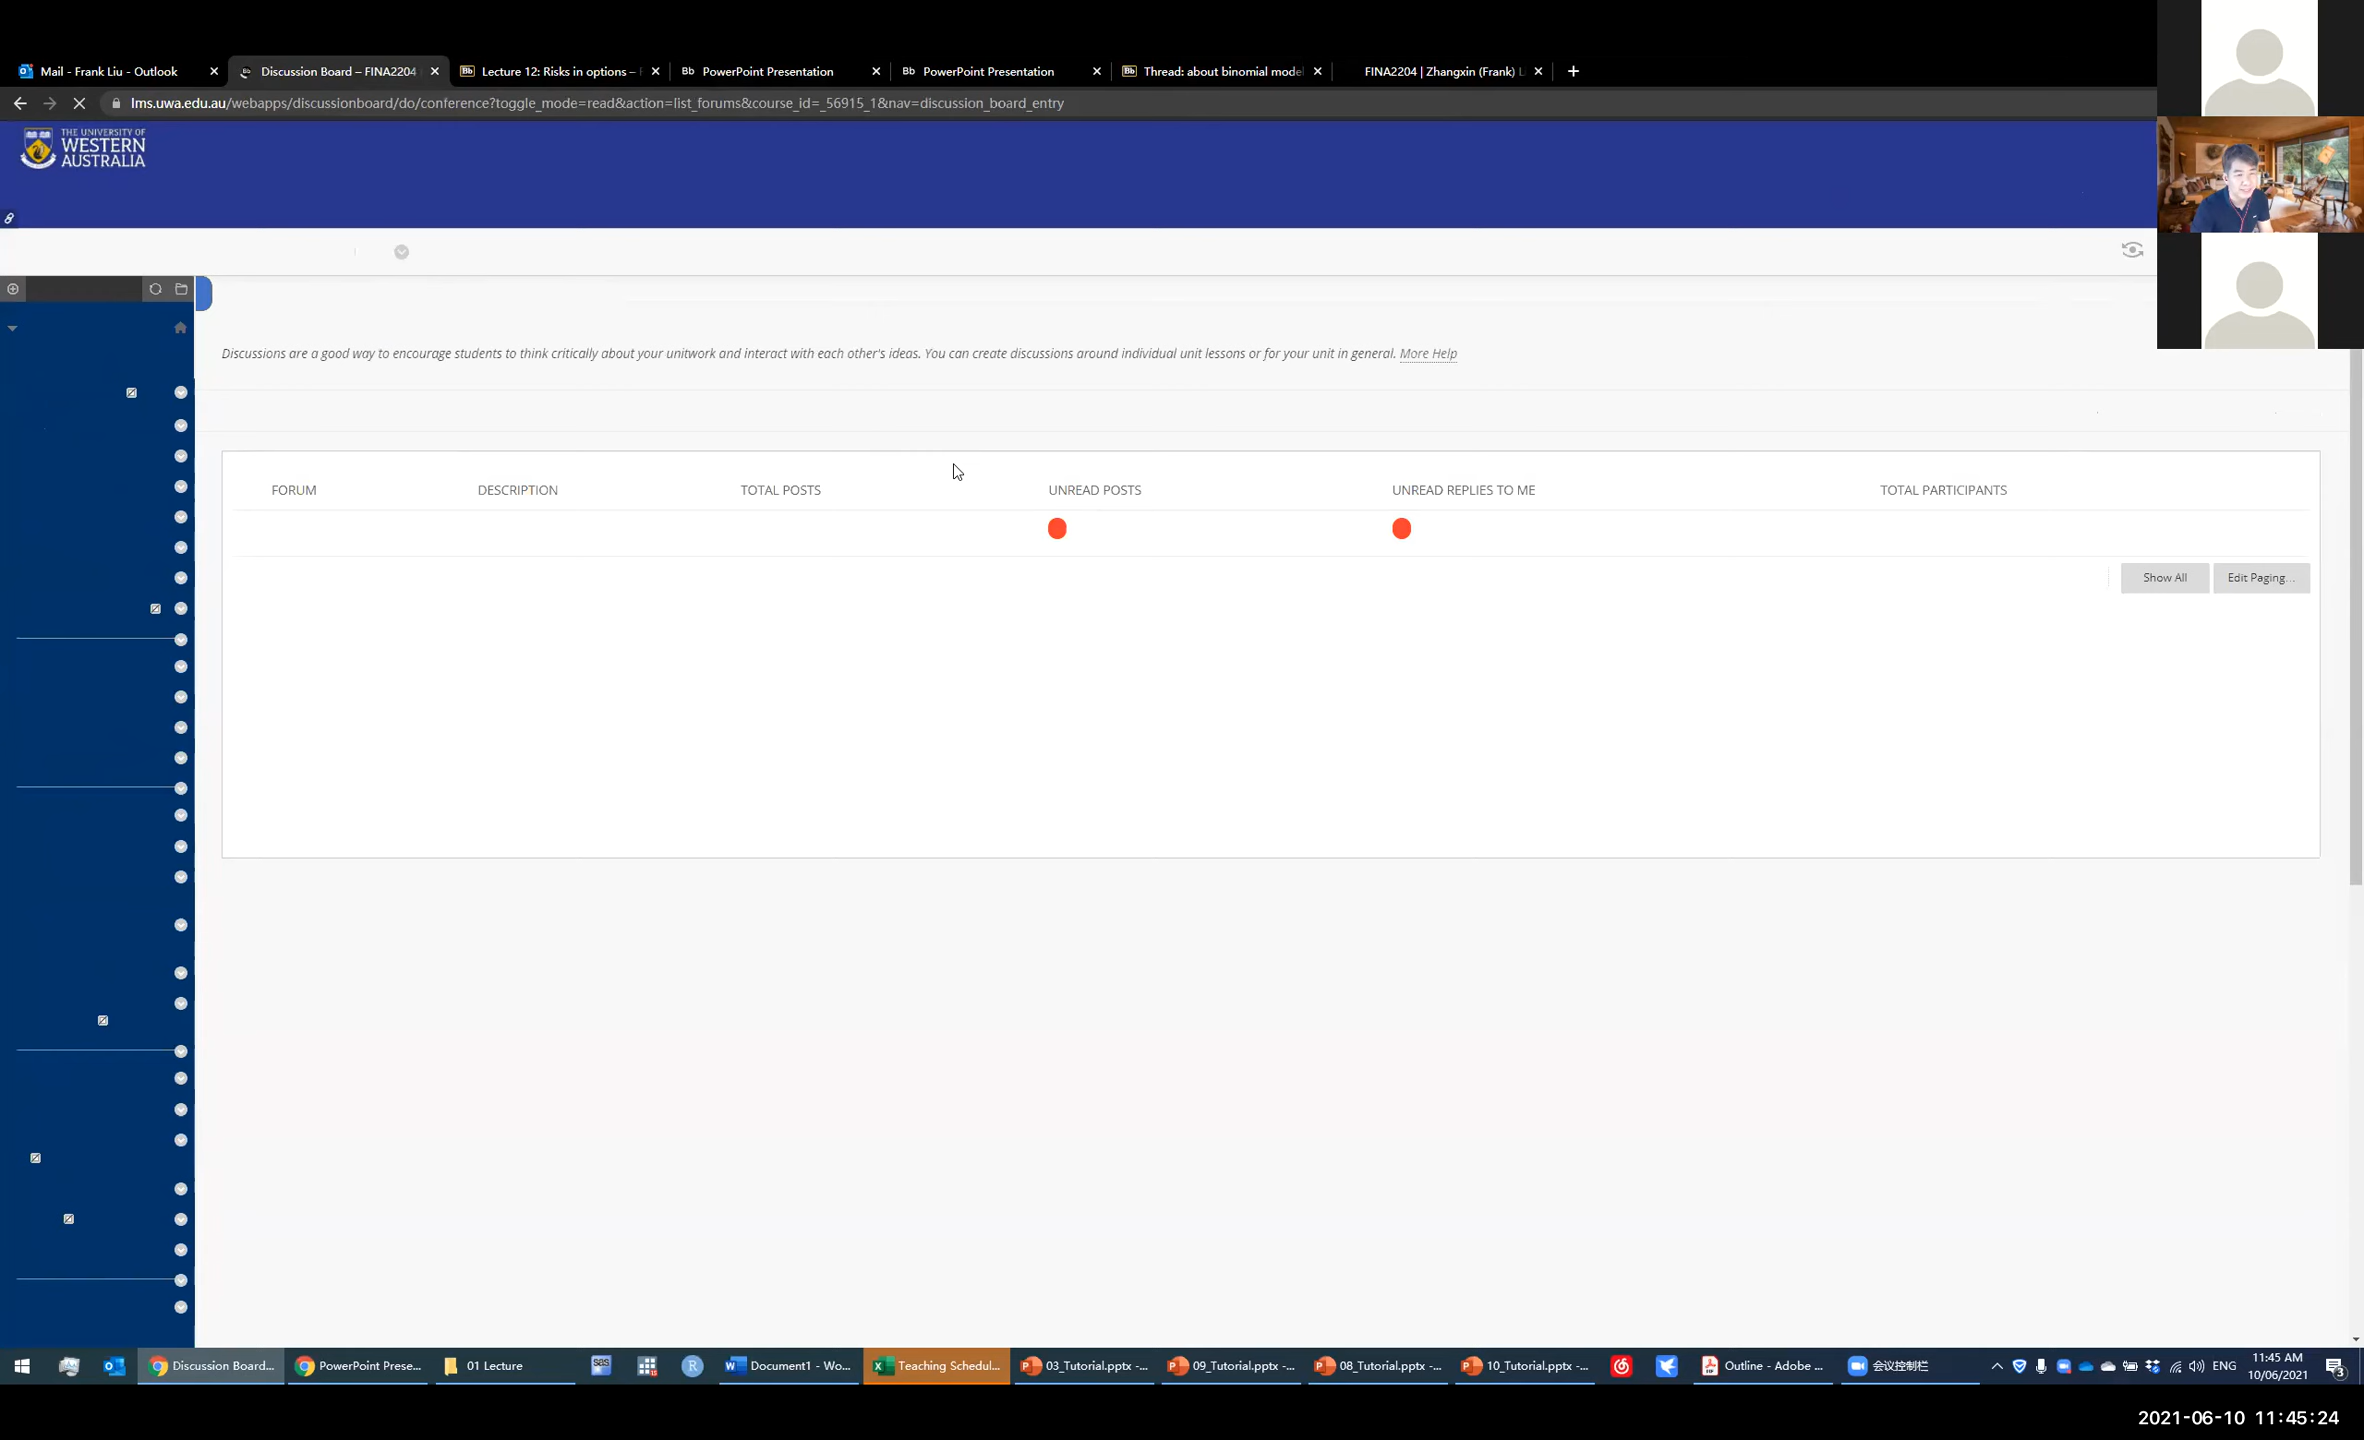 Mail - Frank Liu - Outlook
Discussion Board – FINA2204
Lecture 12: Risks in options –
Bb PowerPoint Presentation
Bb PowerPoint Presentation
Bb Thread: about binomial mode
FINA2204 | Zhangxin (Frank) L
lms.uwa.edu.au/webapps/discussionboard/do/conference?toggle_mode=read&action=list_forums&course_id=_56915_1&nav=discussion_board_entry
THE UNIVERSITY OF
WESTERN
AUSTRALIA
Discussions are a good way to encourage students to think critically about your unitwork and interact with each other's ideas. You can create discussions around individual unit lessons or for your unit in general. More Help
FORUM DESCRIPTION TOTAL POSTS UNREAD POSTS UNREAD REPLIES TO ME TOTAL PARTICIPANTS
Show All Edit Paging...
Discussion Board...
PowerPoint Prese...
01 Lecture
sas
Document1 - Wo...
Teaching Schedul...
03_Tutorial.pptx -...
09_Tutorial.pptx -...
08_Tutorial.pptx -...
10_Tutorial.pptx -...
Outline - Adobe ...
会议控制栏
ENG
11:45 AM
10/06/2021
3
2021-06-10 11:45:24